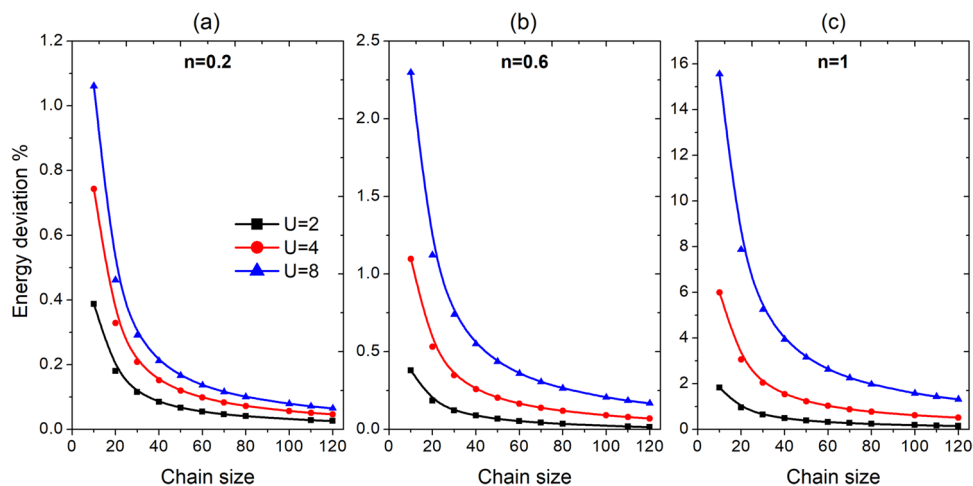 (a) (b) (c)
n=0.2 n=0.6 n=1
Energy deviation %
1.2
1.0
0.8
0.6
0.4
0.2
0.0
U=2
U=4
U=8
20 40 60 80 100 120
Chain size
2.5
2.0
1.5
1.0
0.5
0.0
20 40 60 80 100 120
Chain size
16
14
12
10
8
6
4
2
0
20 40 60 80 100 120
Chain size